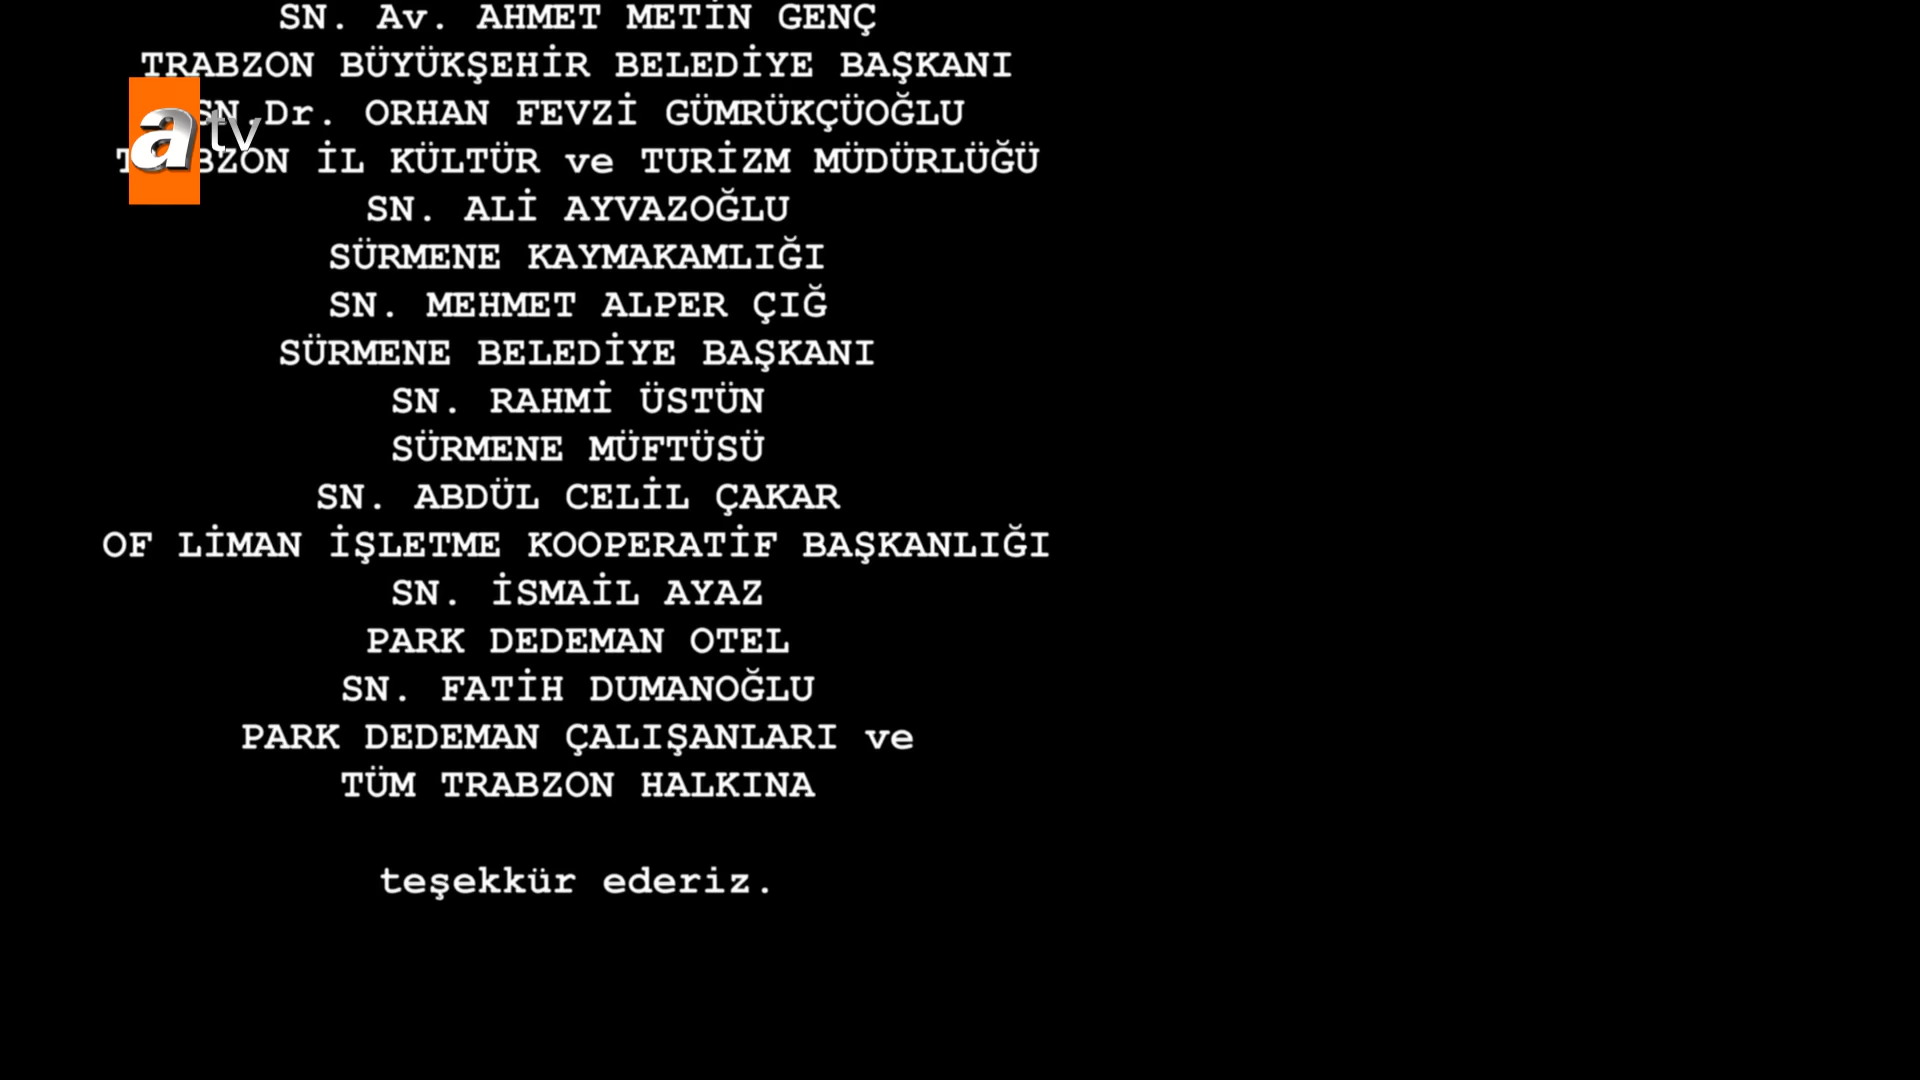 SN. Av. AHMET METİN GENÇ
TRABZON BÜYÜKŞEHİR BELEDİYE BAŞKANI
SN.Dr. ORHAN FEVZİ GÜMRÜKÇÜOĞLU
atv
TRABZON İL KÜLTÜR ve TURİZM MÜDÜRLÜĞÜ
SN. ALİ AYVAZOĞLU
SÜRMENE KAYMAKAMLIĞI
SN. MEHMET ALPER ÇIĞ
SÜRMENE BELEDİYE BAŞKANI
SN. RAHMİ ÜSTÜN
SÜRMENE MÜFTÜSÜ
SN. ABDÜL CELİL ÇAKAR
OF LİMAN İŞLETME KOOPERATİF BAŞKANLIĞI
SN. İSMAİL AYAZ
PARK DEDEMAN OTEL
SN. FATİH DUMANOĞLU
PARK DEDEMAN ÇALIŞANLARI ve
TÜM TRABZON HALKINA
teşekkür ederiz.